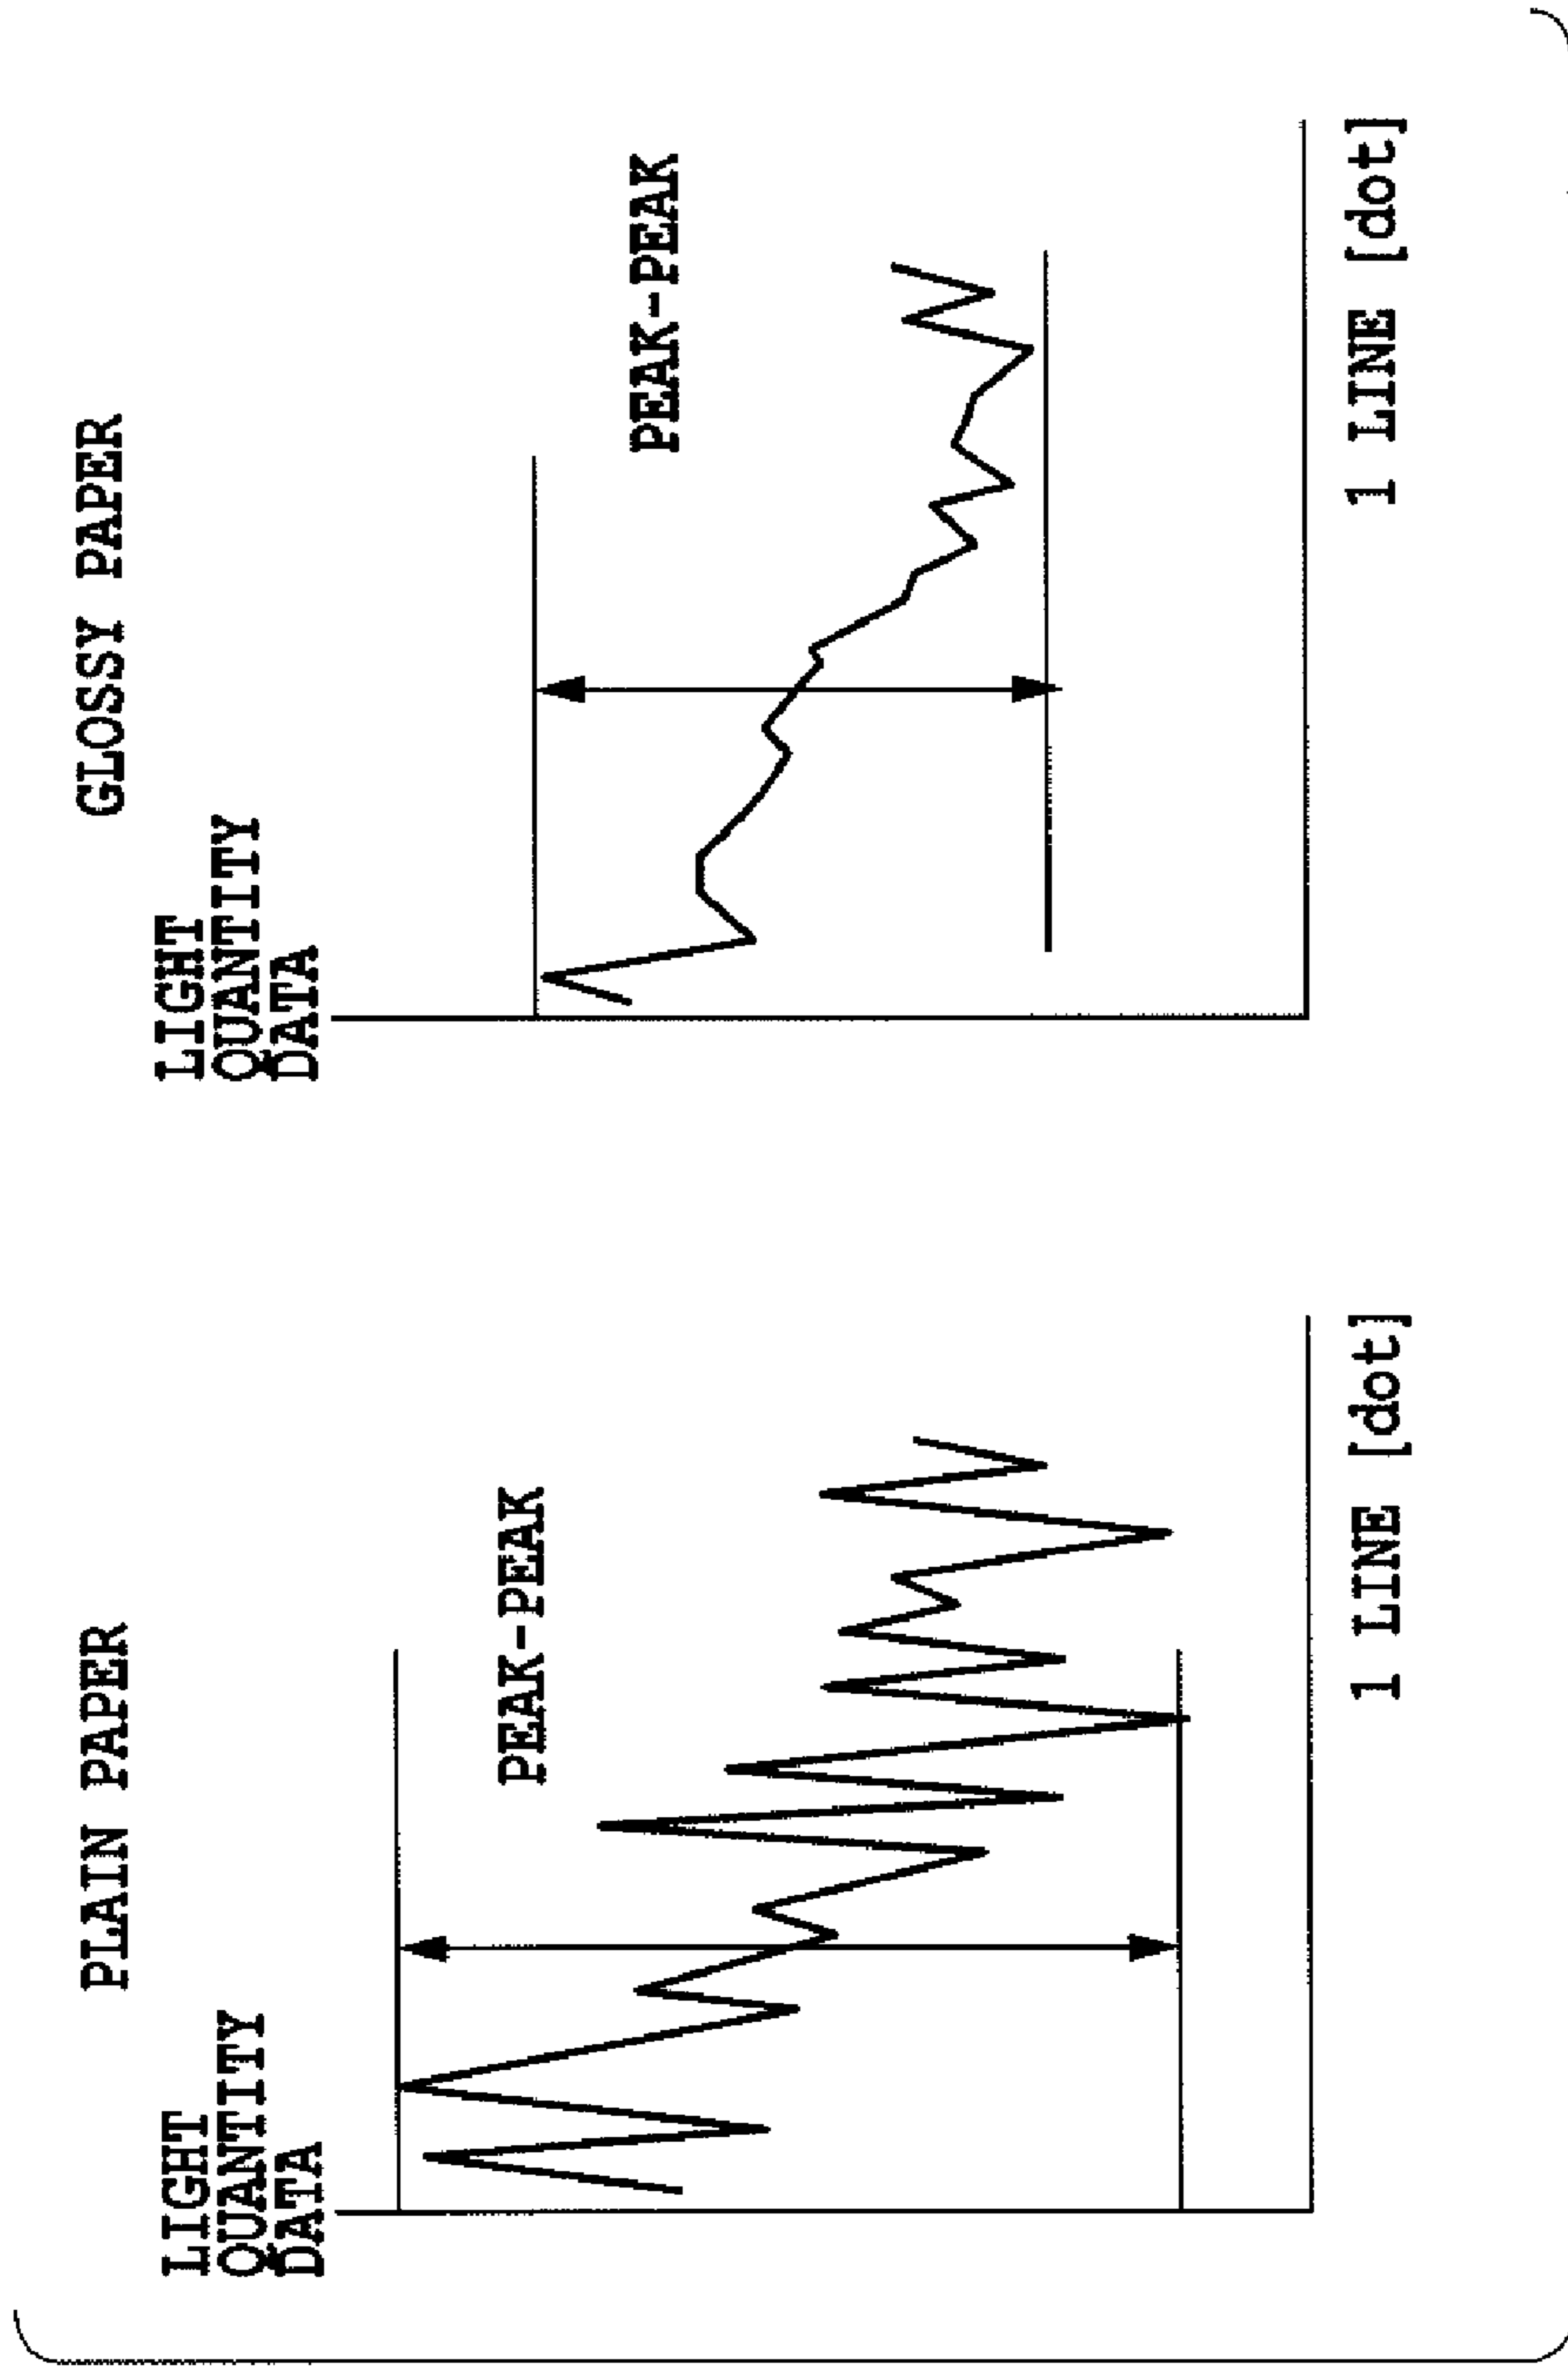 PLAIN PAPER
LIGHT
QUANTITY
DATA
PEAK-PEAK
1 LINE [dot]
GLOSSY PAPER
LIGHT
QUANTITY
DATA
PEAK-PEAK
1 LINE [dot]